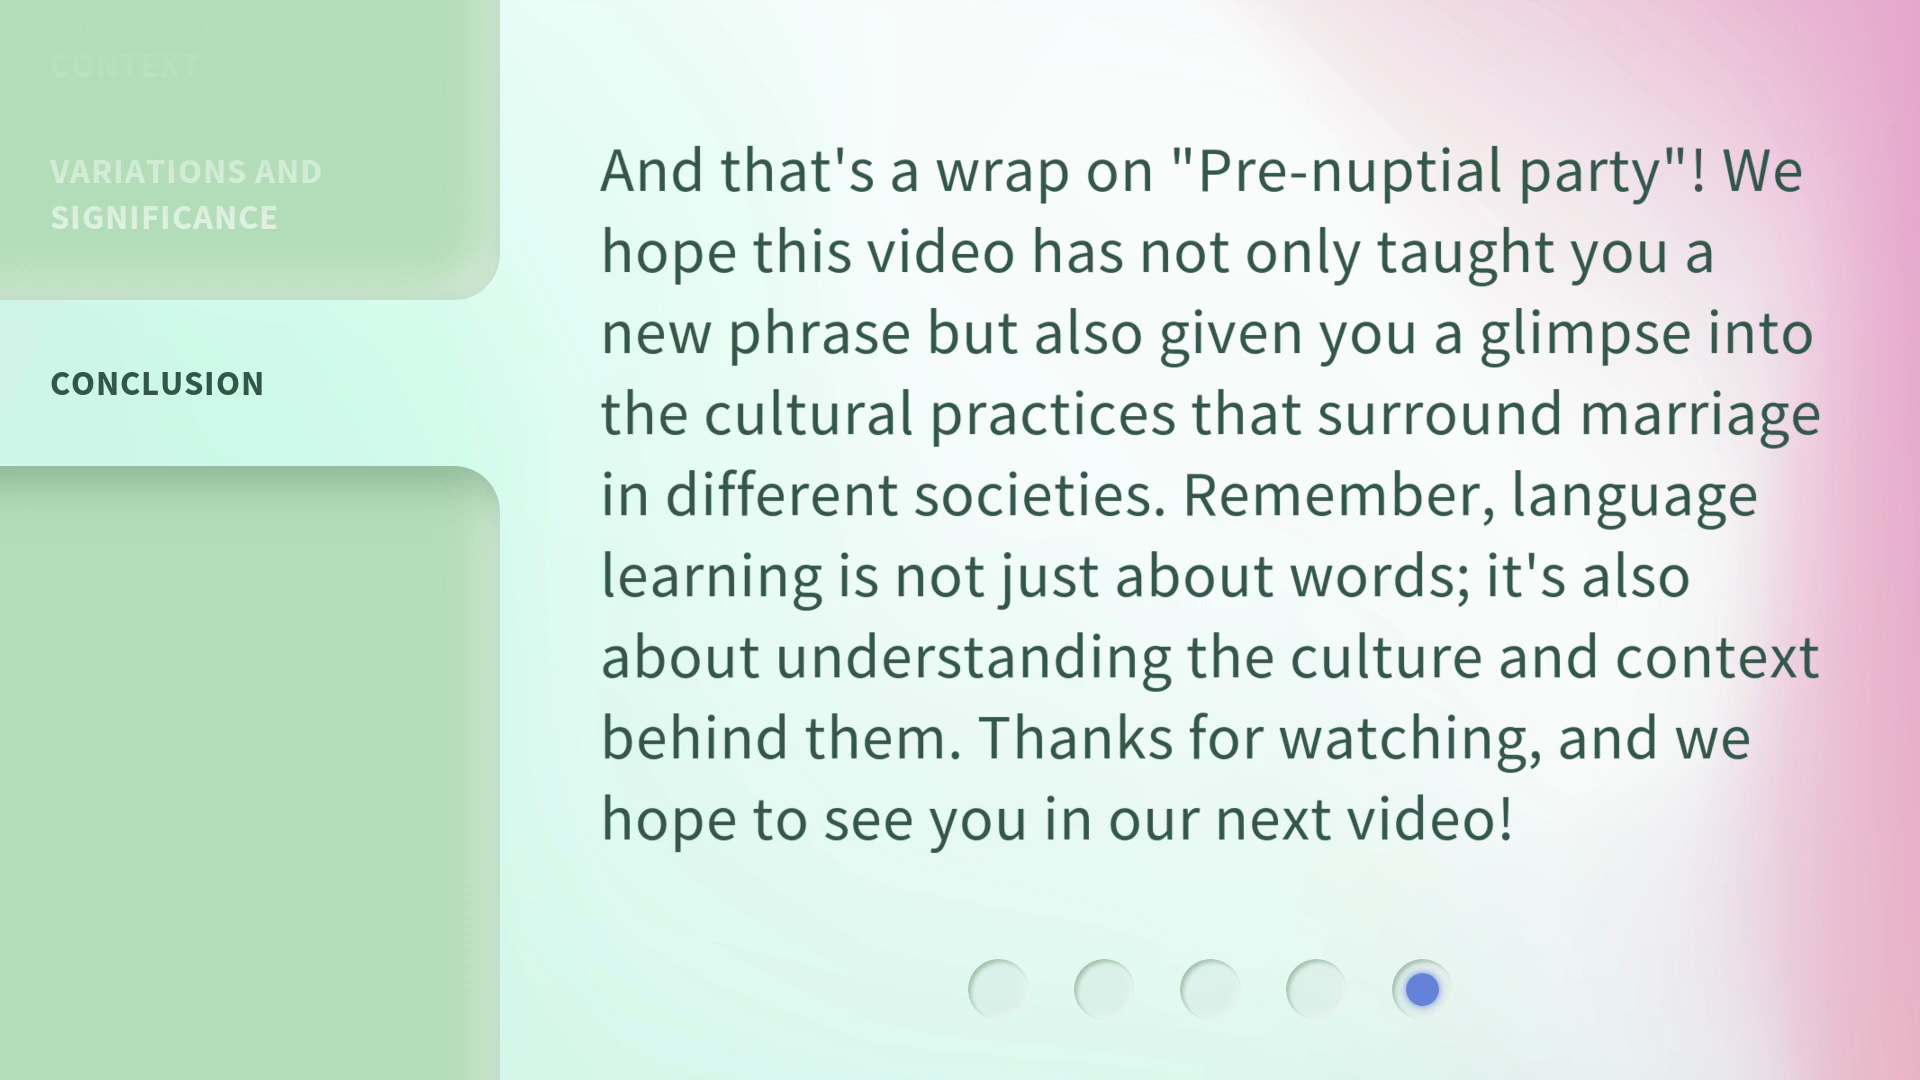 CONTEXT
VARIATIONS AND
SIGNIFICANCE
CONCLUSION
And that's a wrap on "Pre-nuptial party"! We
hope this video has not only taught you a
new phrase but also given you a glimpse into
the cultural practices that surround marriage
in different societies. Remember, language
learning is not just about words; it's also
about understanding the culture and context
behind them. Thanks for watching, and we
hope to see you in our next video!